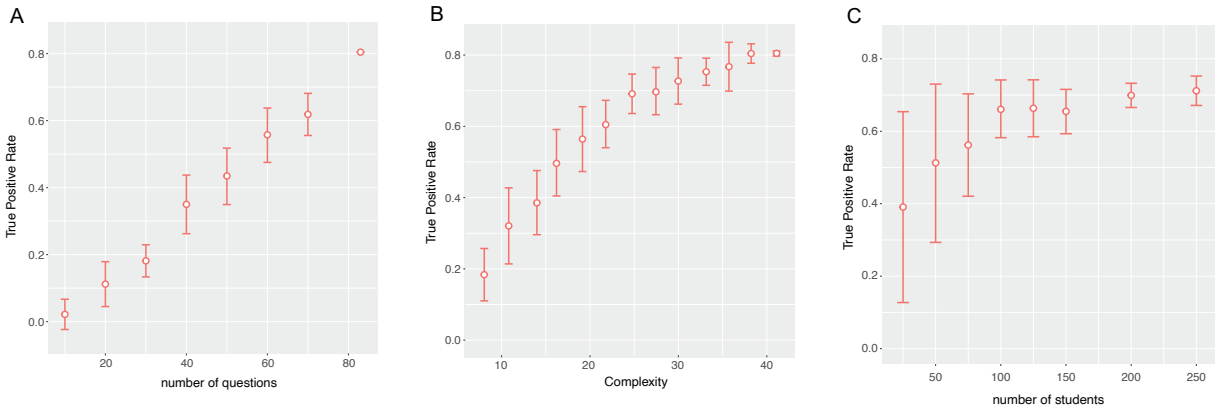 A
True Positive Rate
0.8
0.6
0.4
0.2
0.0
20 40 60 80
number of questions
B
True Positive Rate
0.8
0.6
0.4
0.2
0.0
10 20 30 40
Complexity
C
True Positive Rate
0.8
0.6
0.4
0.2
0.0
50 100 150 200 250
number of students